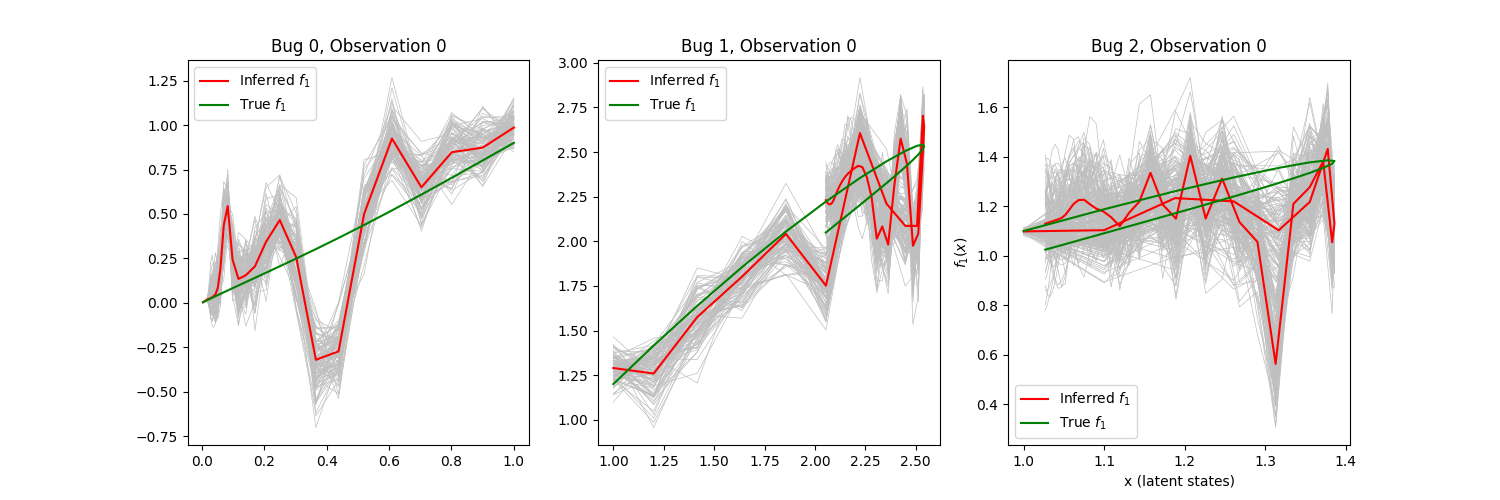 Bug 0, Observation 0
Inferred f₁
True f₁
1.25
1.00
0.75
0.50
0.25
0.00
−0.25
−0.50
−0.75
0.0 0.2 0.4 0.6 0.8 1.0
Bug 1, Observation 0
Inferred f₁
True f₁
3.00
2.75
2.50
2.25
2.00
1.75
1.50
1.25
1.00
1.00 1.25 1.50 1.75 2.00 2.25 2.50
Bug 2, Observation 0
f₁(x)
1.6
1.4
1.2
1.0
0.8
0.6
0.4
Inferred f₁
True f₁
1.0 1.1 1.2 1.3 1.4
x (latent states)